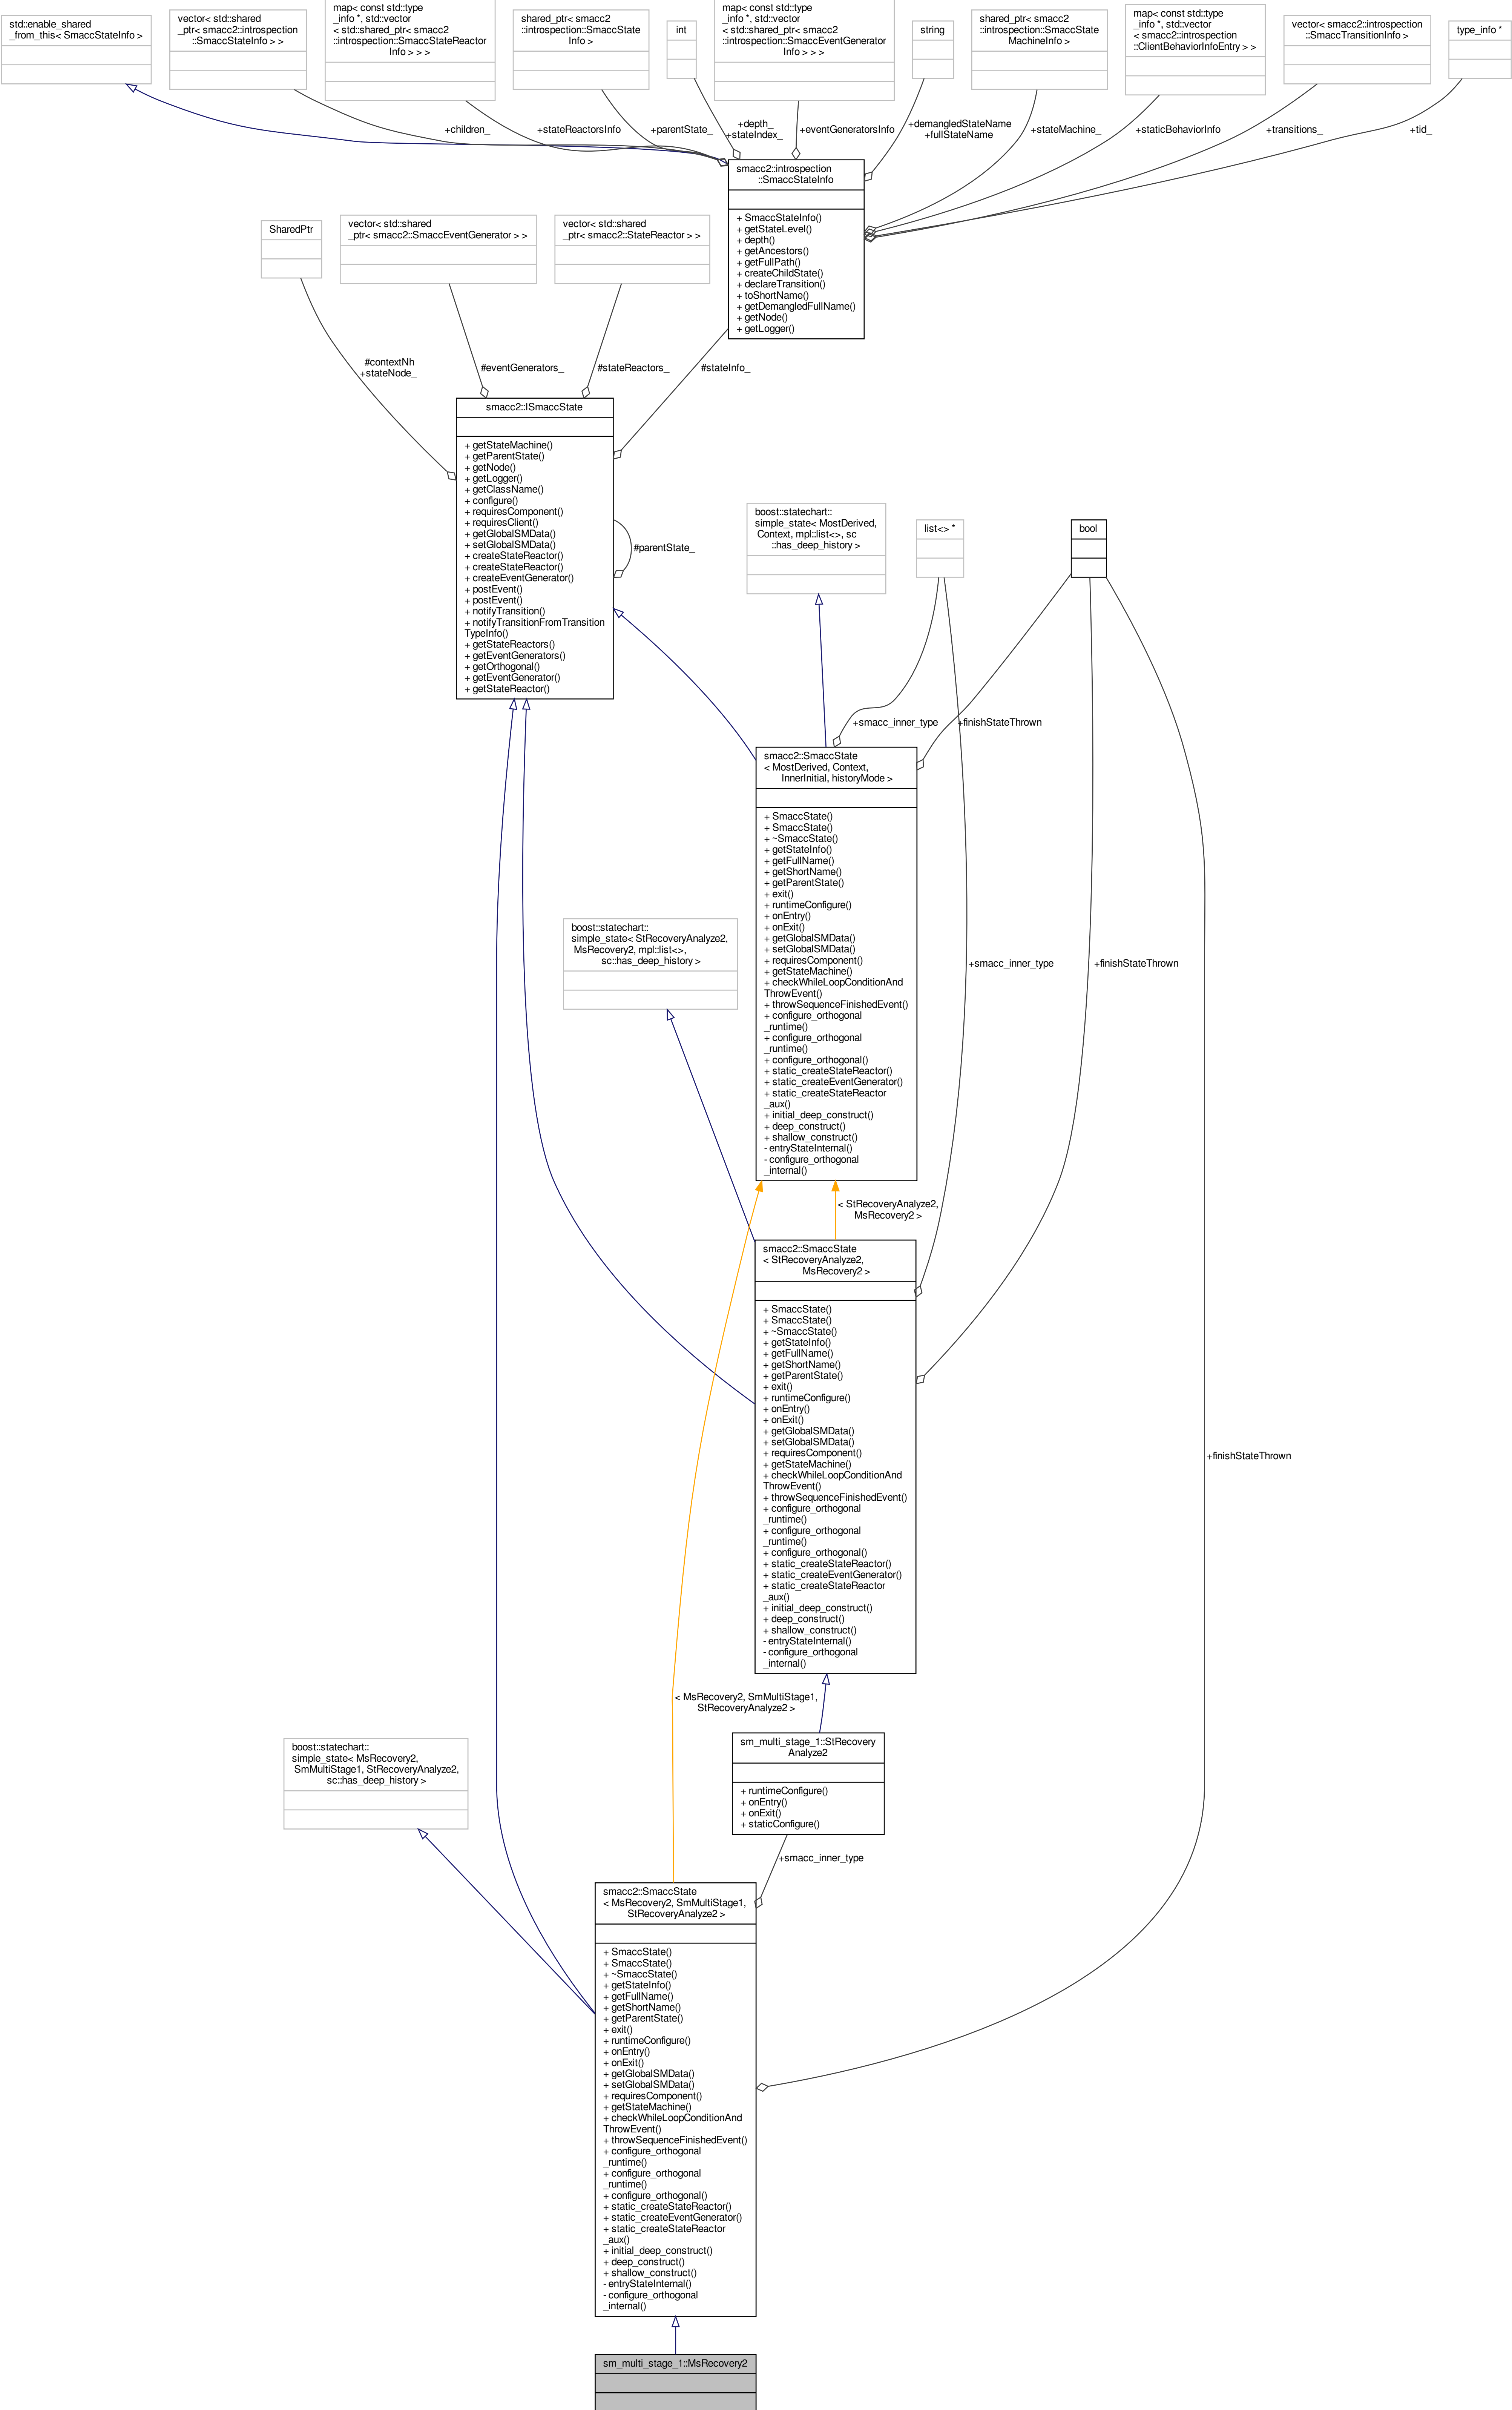 std::enable_shared
_from_this< SmaccStateInfo >
vector< std::shared
_ptr< smacc2::introspection
::SmaccStateInfo > >
map< const std::type
_info *, std::vector
< std::shared_ptr< smacc2
::introspection::SmaccStateReactor
Info > > >
shared_ptr< smacc2
::introspection::SmaccState
Info >
int
map< const std::type
_info *, std::vector
< std::shared_ptr< smacc2
::introspection::SmaccEventGenerator
Info > > >
string
shared_ptr< smacc2
::introspection::SmaccState
MachineInfo >
map< const std::type
_info *, std::vector
< smacc2::introspection
::ClientBehaviorInfoEntry > >
vector< smacc2::introspection
::SmaccTransitionInfo >
type_info *
+children_
+stateReactorsInfo
+parentState_
+depth_
+stateIndex_
+eventGeneratorsInfo
+demangledStateName
+fullStateName
+stateMachine_
+staticBehaviorInfo
+transitions_
+tid_
smacc2::introspection
::SmaccStateInfo
+ SmaccStateInfo()
+ getStateLevel()
+ depth()
+ getAncestors()
+ getFullPath()
+ createChildState()
+ declareTransition()
+ toShortName()
+ getDemangledFullName()
+ getNode()
+ getLogger()
SharedPtr
vector< std::shared
_ptr< smacc2::SmaccEventGenerator > >
vector< std::shared
_ptr< smacc2::StateReactor > >
#contextNh
+stateNode_
#eventGenerators_
#stateReactors_
#stateInfo_
smacc2::ISmaccState
+ getStateMachine()
+ getParentState()
+ getNode()
+ getLogger()
+ getClassName()
+ configure()
+ requiresComponent()
+ requiresClient()
+ getGlobalSMData()
+ setGlobalSMData()
+ createStateReactor()
+ createStateReactor()
+ createEventGenerator()
+ postEvent()
+ postEvent()
+ notifyTransition()
+ notifyTransitionFromTransition
TypeInfo()
+ getStateReactors()
+ getEventGenerators()
+ getOrthogonal()
+ getEventGenerator()
+ getStateReactor()
#parentState_
boost::statechart::
simple_state< MostDerived,
Context, mpl::list<>, sc
::has_deep_history >
list<> *
bool
+smacc_inner_type
+finishStateThrown
smacc2::SmaccState
< MostDerived, Context,
InnerInitial, historyMode >
+ SmaccState()
+ SmaccState()
+ ~SmaccState()
+ getStateInfo()
+ getFullName()
+ getShortName()
+ getParentState()
+ exit()
+ runtimeConfigure()
+ onEntry()
+ onExit()
+ getGlobalSMData()
+ setGlobalSMData()
+ requiresComponent()
+ getStateMachine()
+ checkWhileLoopConditionAnd
ThrowEvent()
+ throwSequenceFinishedEvent()
+ configure_orthogonal
_runtime()
+ configure_orthogonal
_runtime()
+ configure_orthogonal()
+ static_createStateReactor()
+ static_createEventGenerator()
+ static_createStateReactor
_aux()
+ initial_deep_construct()
+ deep_construct()
+ shallow_construct()
- entryStateInternal()
- configure_orthogonal
_internal()
boost::statechart::
simple_state< StRecoveryAnalyze2,
MsRecovery2, mpl::list<>,
sc::has_deep_history >
+smacc_inner_type
+finishStateThrown
< StRecoveryAnalyze2,
MsRecovery2 >
smacc2::SmaccState
< StRecoveryAnalyze2,
MsRecovery2 >
+ SmaccState()
+ SmaccState()
+ ~SmaccState()
+ getStateInfo()
+ getFullName()
+ getShortName()
+ getParentState()
+ exit()
+ runtimeConfigure()
+ onEntry()
+ onExit()
+ getGlobalSMData()
+ setGlobalSMData()
+ requiresComponent()
+ getStateMachine()
+ checkWhileLoopConditionAnd
ThrowEvent()
+ throwSequenceFinishedEvent()
+ configure_orthogonal
_runtime()
+ configure_orthogonal
_runtime()
+ configure_orthogonal()
+ static_createStateReactor()
+ static_createEventGenerator()
+ static_createStateReactor
_aux()
+ initial_deep_construct()
+ deep_construct()
+ shallow_construct()
- entryStateInternal()
- configure_orthogonal
_internal()
+finishStateThrown
< MsRecovery2, SmMultiStage1,
StRecoveryAnalyze2 >
boost::statechart::
simple_state< MsRecovery2,
SmMultiStage1, StRecoveryAnalyze2,
sc::has_deep_history >
sm_multi_stage_1::StRecovery
Analyze2
+ runtimeConfigure()
+ onEntry()
+ onExit()
+ staticConfigure()
+smacc_inner_type
smacc2::SmaccState
< MsRecovery2, SmMultiStage1,
StRecoveryAnalyze2 >
+ SmaccState()
+ SmaccState()
+ ~SmaccState()
+ getStateInfo()
+ getFullName()
+ getShortName()
+ getParentState()
+ exit()
+ runtimeConfigure()
+ onEntry()
+ onExit()
+ getGlobalSMData()
+ setGlobalSMData()
+ requiresComponent()
+ getStateMachine()
+ checkWhileLoopConditionAnd
ThrowEvent()
+ throwSequenceFinishedEvent()
+ configure_orthogonal
_runtime()
+ configure_orthogonal
_runtime()
+ configure_orthogonal()
+ static_createStateReactor()
+ static_createEventGenerator()
+ static_createStateReactor
_aux()
+ initial_deep_construct()
+ deep_construct()
+ shallow_construct()
- entryStateInternal()
- configure_orthogonal
_internal()
sm_multi_stage_1::MsRecovery2